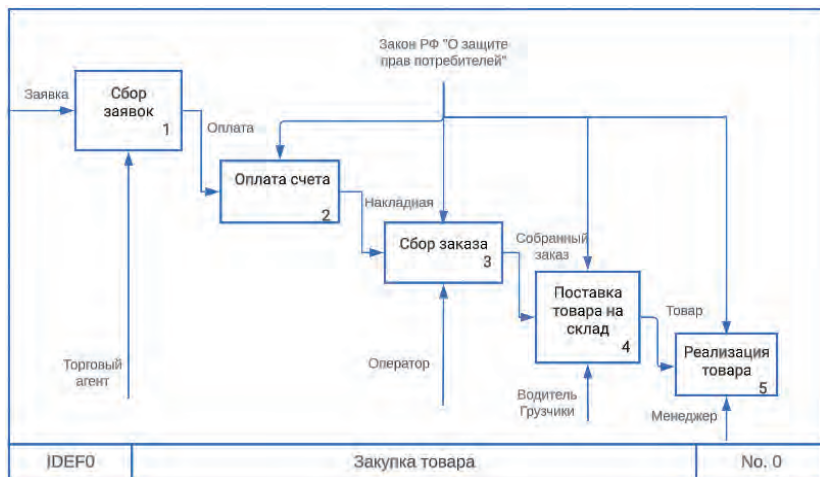 Закон РФ "О защите
прав потребителей"
Заявка
Сбор
заявок
1
Оплата
Оплата счета
2
Накладная
Сбор заказа
3
Собранный
заказ
Поставка
товара на
склад
4
Товар
Реализация
товара
5
Торговый
агент
Оператор
Водитель
Грузчики
Менеджер
IDEF0
Закупка товара
No. 0